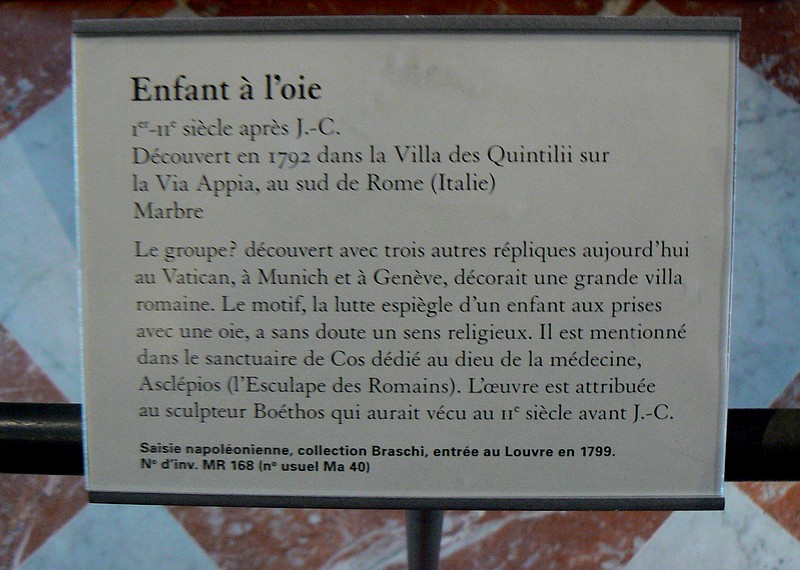 Enfant à l'oie
Ier-IIe siècle après J.-C.
Découvert en 1792 dans la Villa des Quintilii sur
la Via Appia, au sud de Rome (Italie)
Marbre
Le groupe? découvert avec trois autres répliques aujourd'hui
au Vatican, à Munich et à Genève, décorait une grande villa
romaine. Le motif, la lutte espiègle d'un enfant aux prises
avec une oie, a sans doute un sens religieux. Il est mentionné
dans le sanctuaire de Cos dédié au dieu de la médecine,
Asclépios (l'Esculape des Romains). L'œuvre est attribuée
au sculpteur Boéthos qui aurait vécu au IIe siècle avant J.-C.
Saisie napoléonienne, collection Braschi, entrée au Louvre en 1799.
N° d'inv. MR 168 (n° usuel Ma 40)